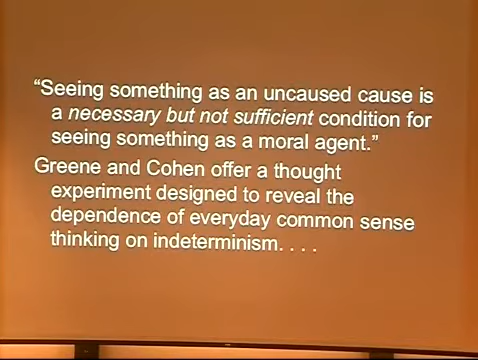 “Seeing something as an uncaused cause is
a necessary but not sufficient condition for
seeing something as a moral agent.”
Greene and Cohen offer a thought
experiment designed to reveal the
dependence of everyday common sense
thinking on indeterminism. . . .